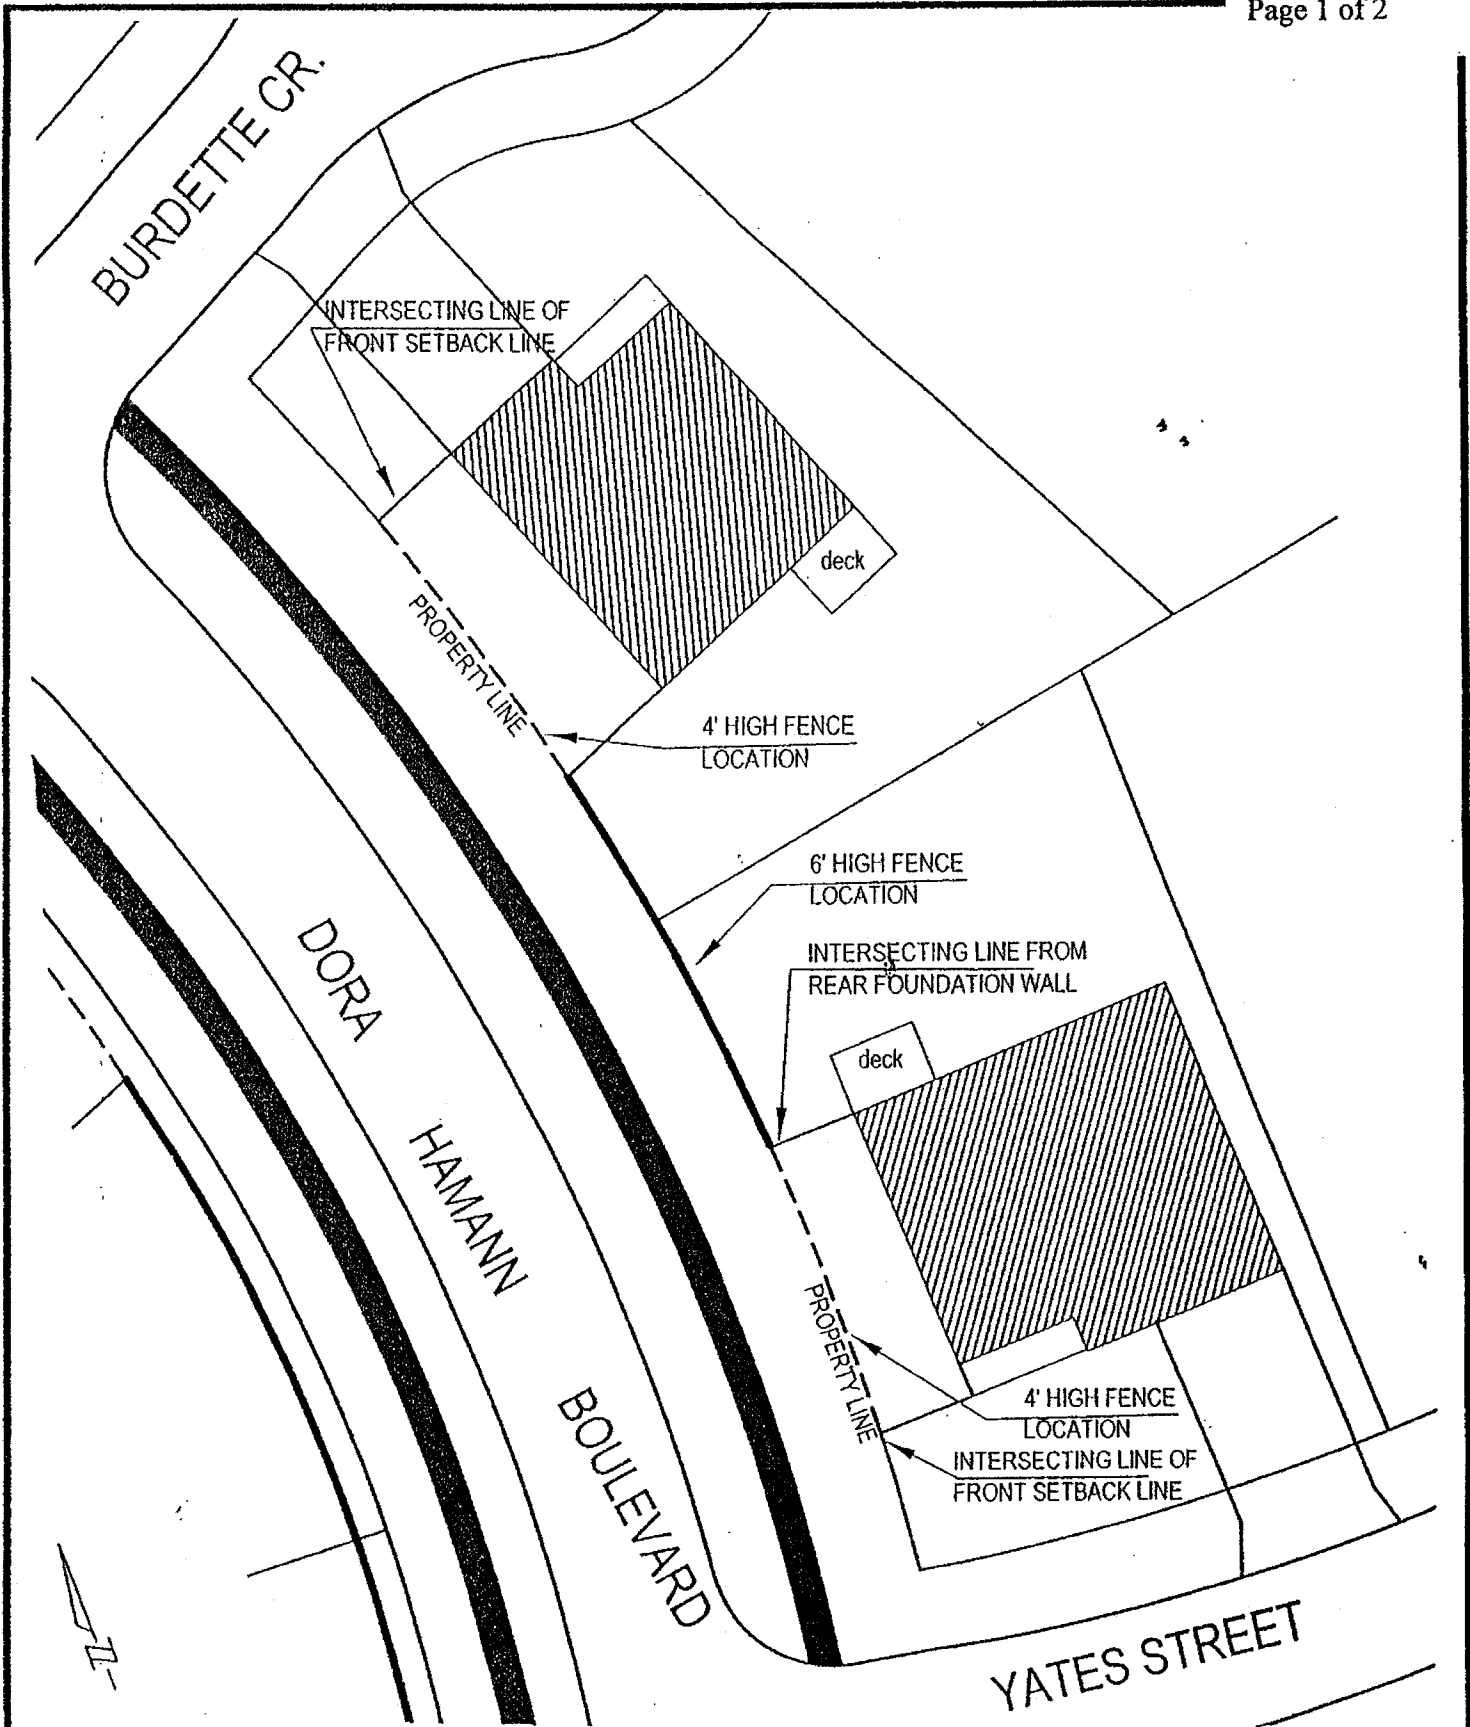 Page 1 of 2
BURDETTE CR.
INTERSECTING LINE OF
FRONT SETBACK LINE
deck
PROPERTY LINE
4' HIGH FENCE
LOCATION
6' HIGH FENCE
LOCATION
INTERSECTING LINE FROM
REAR FOUNDATION WALL
deck
DORA
HAMANN
BOULEVARD
PROPERTY LINE
4' HIGH FENCE
LOCATION
INTERSECTING LINE OF
FRONT SETBACK LINE
YATES STREET
N